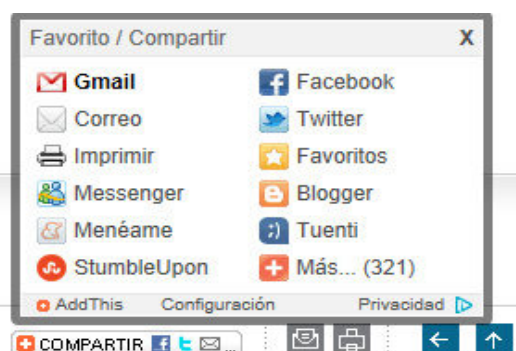 Favorito / Compartir X
Gmail Facebook
Correo Twitter
Imprimir Favoritos
Messenger Blogger
Menéame Tuenti
StumbleUpon Más... (321)
AddThis Configuración Privacidad
COMPARTIR ...